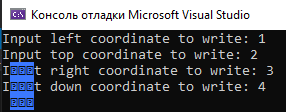 Консоль отладки Microsoft Visual Studio
Input left coordinate to write: 1
Input top coordinate to write: 2
I t right coordinate to write: 3
I t down coordinate to write: 4